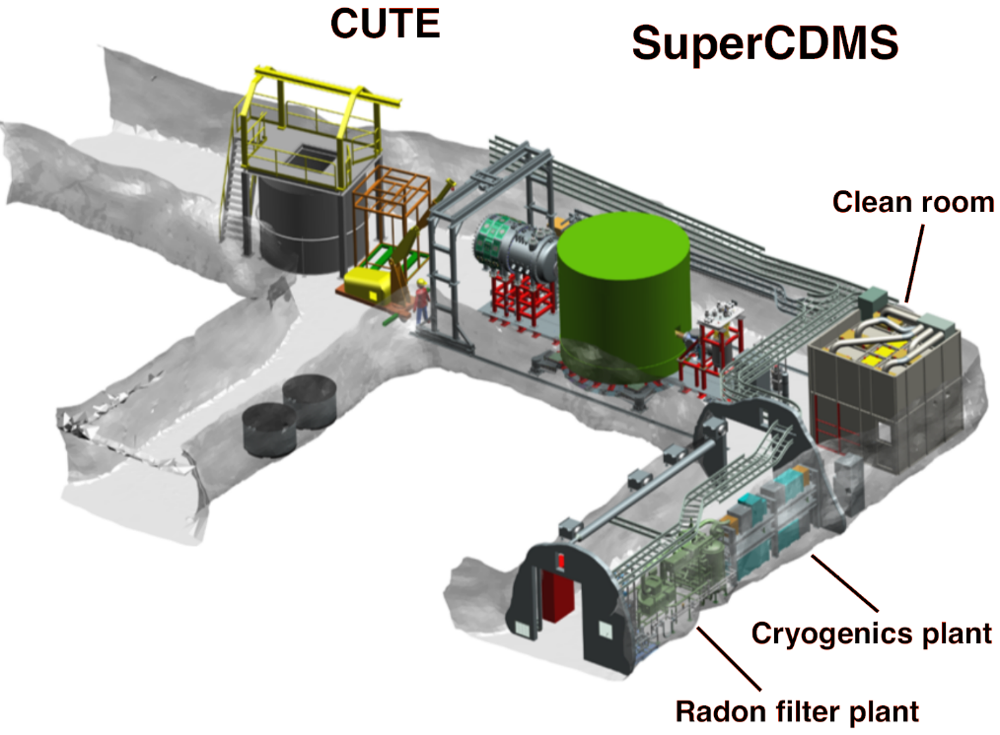 CUTE
SuperCDMS
Clean room
Cryogenics plant
Radon filter plant